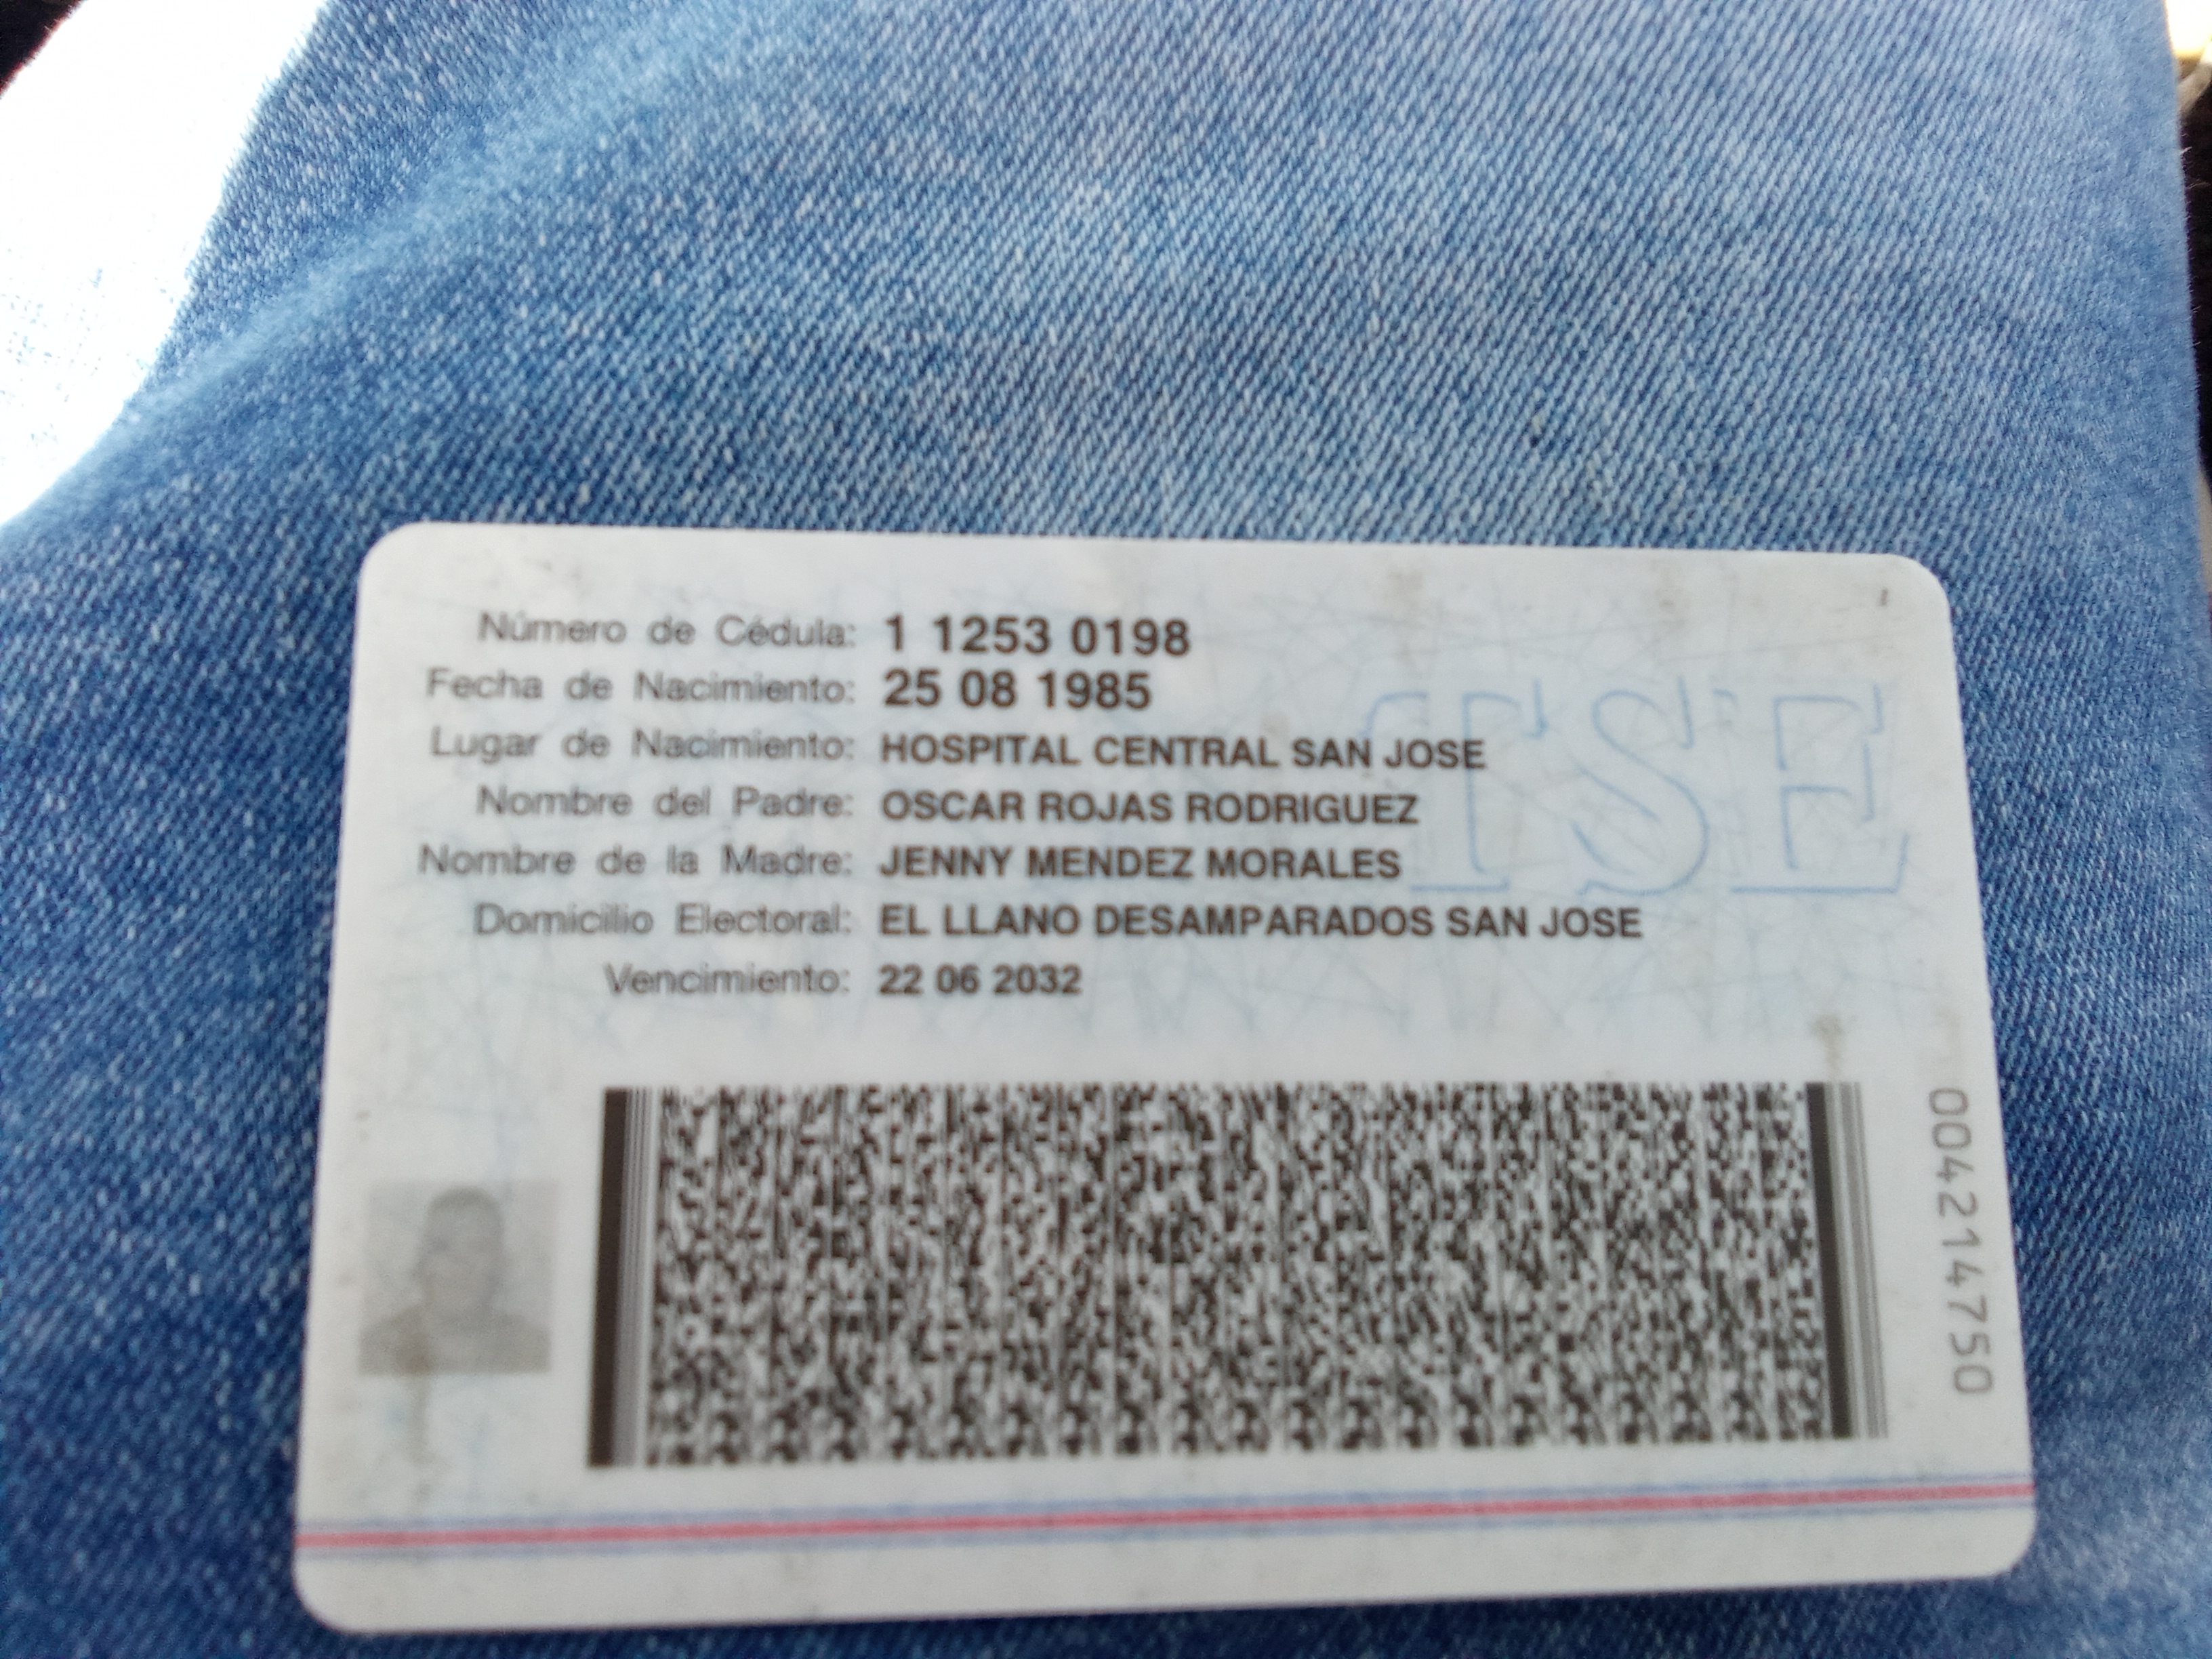 Número de Cédula: 1 1253 0198
Fecha de Nacimiento: 25 08 1985
Lugar de Nacimiento: HOSPITAL CENTRAL SAN JOSE
Nombre del Padre: OSCAR ROJAS RODRIGUEZ
Nombre de la Madre: JENNY MENDEZ MORALES
Domicilio Electoral: EL LLANO DESAMPARADOS SAN JOSE
Vencimiento: 22 06 2032
TSE
004214750